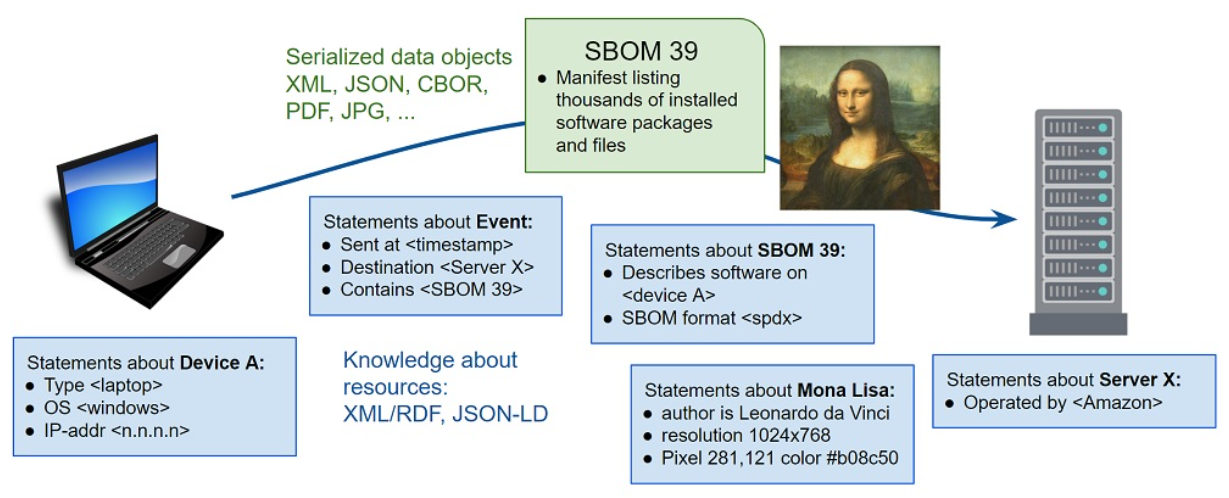 Serialized data objects
XML, JSON, CBOR,
PDF, JPG, ...
SBOM 39
● Manifest listing
thousands of installed
software packages
and files
Statements about Event:
● Sent at <timestamp>
● Destination <Server X>
● Contains <SBOM 39>
Statements about SBOM 39:
● Describes software on
<device A>
● SBOM format <spdx>
Statements about Device A:
● Type <laptop>
● OS <windows>
● IP-addr <n.n.n.n>
Knowledge about
resources:
XML/RDF, JSON-LD
Statements about Mona Lisa:
● author is Leonardo da Vinci
● resolution 1024x768
● Pixel 281,121 color #b08c50
Statements about Server X:
● Operated by <Amazon>